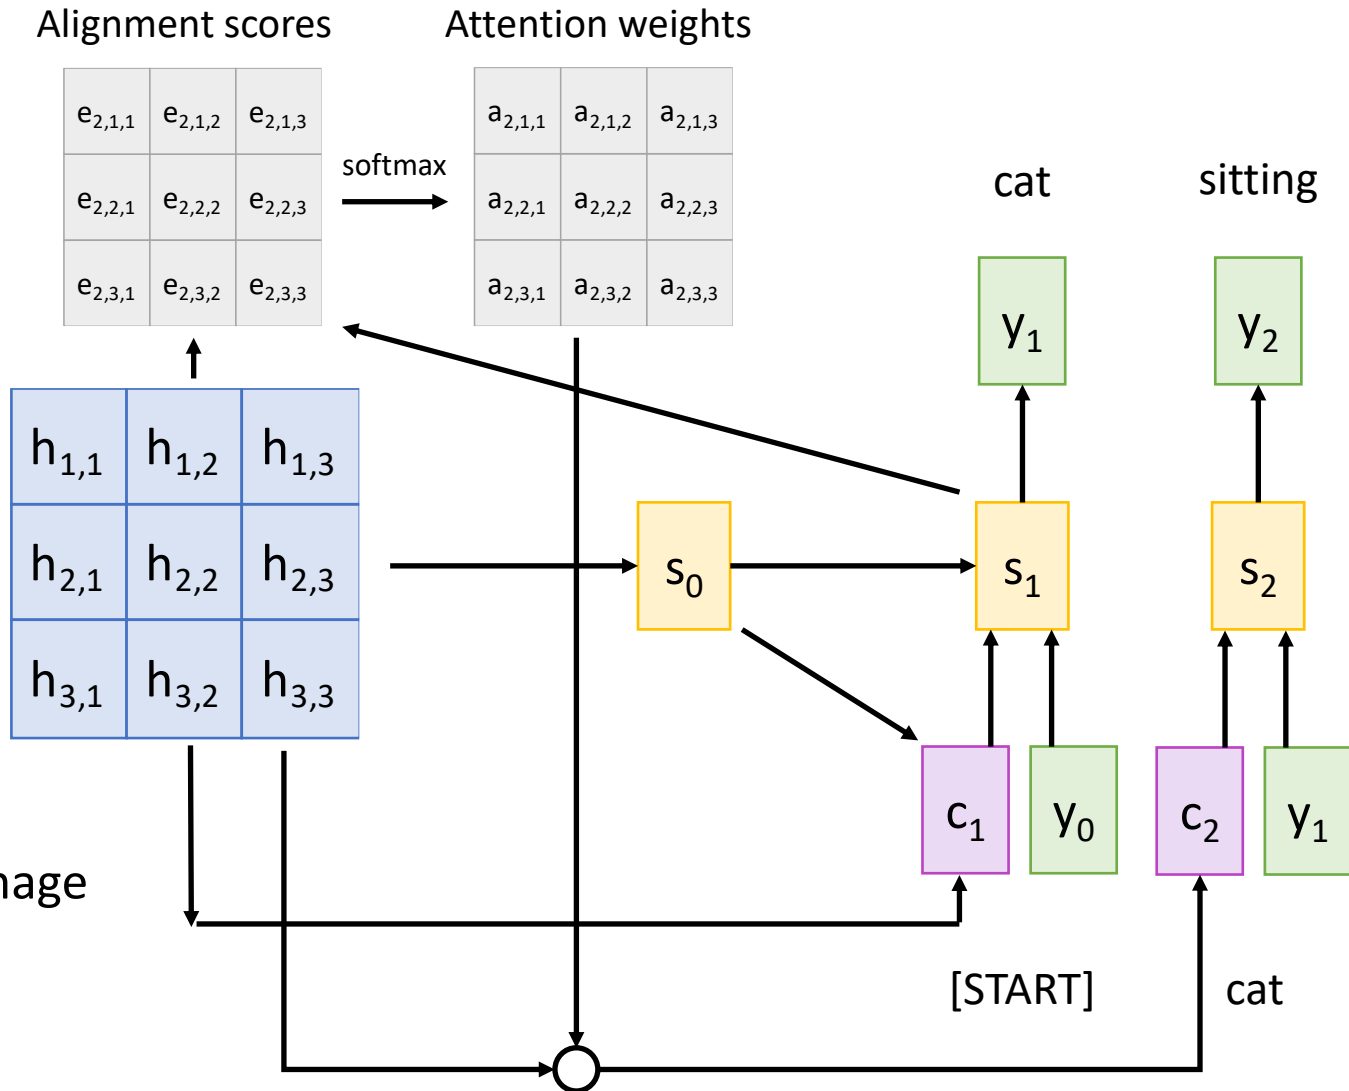 Alignment scores
Attention weights
e2,1,1 e2,1,2 e2,1,3
e2,2,1 e2,2,2 e2,2,3
e2,3,1 e2,3,2 e2,3,3
softmax
a2,1,1 a2,1,2 a2,1,3
a2,2,1 a2,2,2 a2,2,3
a2,3,1 a2,3,2 a2,3,3
cat
sitting
y1
y2
h1,1 h1,2 h1,3
h2,1 h2,2 h2,3
h3,1 h3,2 h3,3
s0
s1
s2
c1
y0
c2
y1
[START]
cat